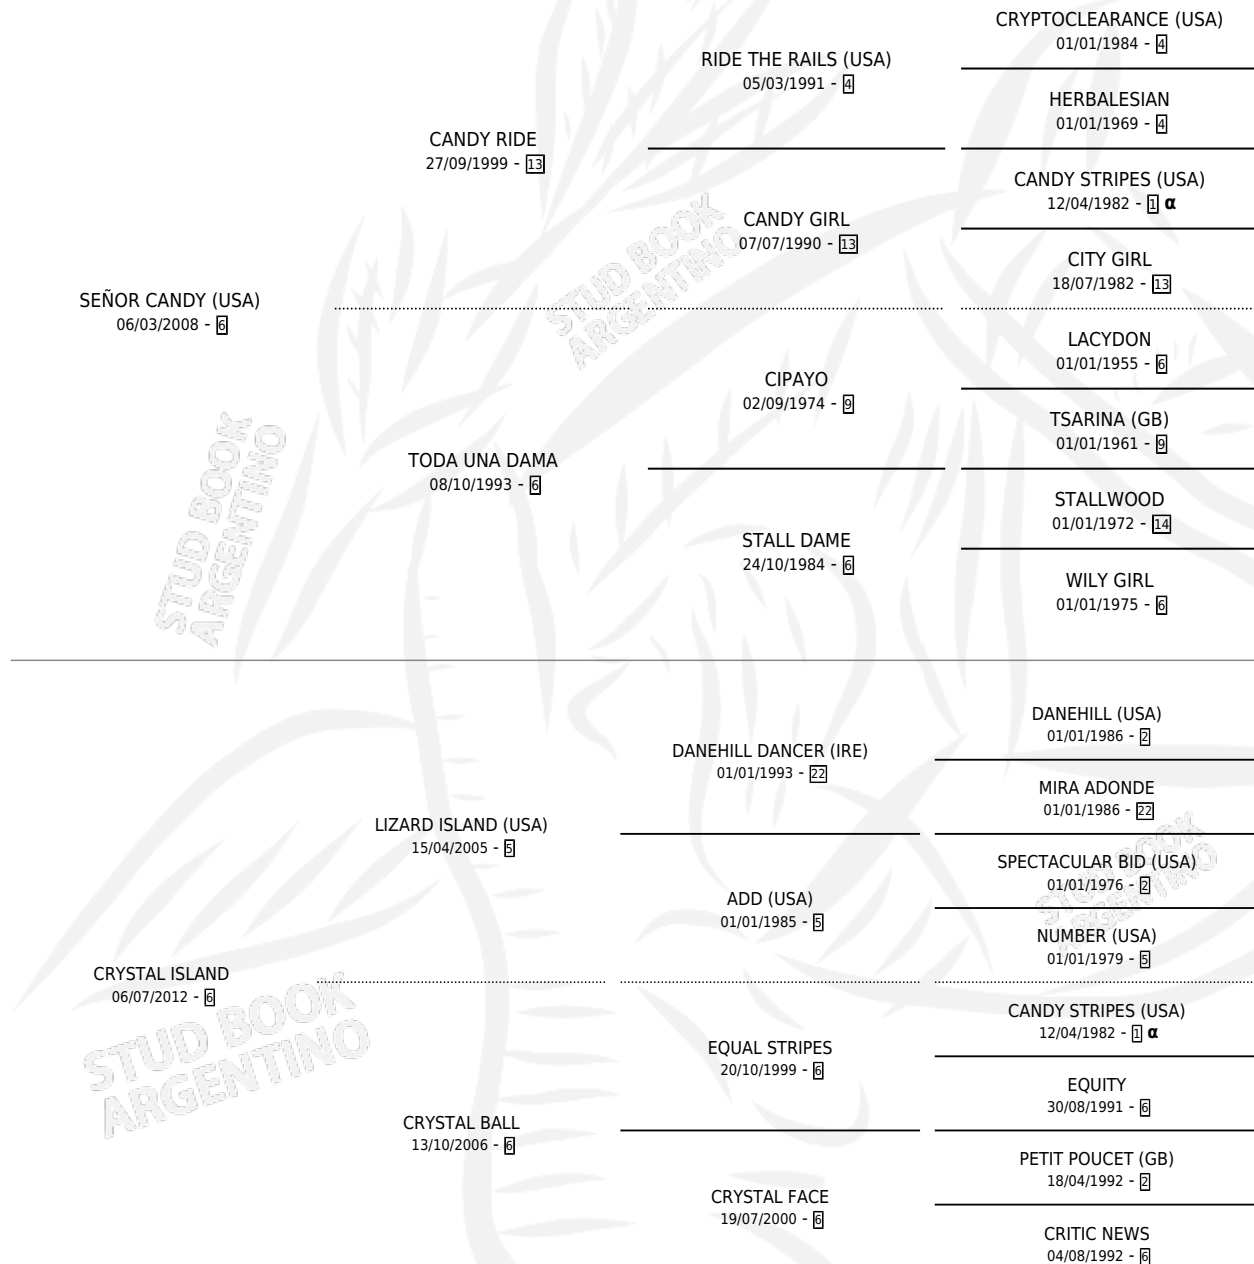 CRYPTOCLEARANCE (USA)
01/01/1984 - 4
RIDE THE RAILS (USA)
05/03/1991 - 4
HERBALESIAN
01/01/1969 - 4
CANDY RIDE
27/09/1999 - 13
CANDY STRIPES (USA)
12/04/1982 - 1 α
CANDY GIRL
07/07/1990 - 13
CITY GIRL
18/07/1982 - 13
SEÑOR CANDY (USA)
06/03/2008 - 6
STUD BOOK
ARGENTINO
LACYDON
01/01/1955 - 6
CIPAYO
02/09/1974 - 9
TSARINA (GB)
01/01/1961 - 9
TODA UNA DAMA
08/10/1993 - 6
STALLWOOD
01/01/1972 - 14
STALL DAME
24/10/1984 - 6
WILY GIRL
01/01/1975 - 6
STUD BOOK
ARGENTINO
DANEHILL (USA)
01/01/1986 - 2
DANEHILL DANCER (IRE)
01/01/1993 - 22
MIRA ADONDE
01/01/1986 - 22
LIZARD ISLAND (USA)
15/04/2005 - 5
SPECTACULAR BID (USA)
01/01/1976 - 2
STUD BOOK
ARGENTINO
ADD (USA)
01/01/1985 - 5
NUMBER (USA)
01/01/1979 - 5
CRYSTAL ISLAND
06/07/2012 - 6
STUD BOOK
ARGENTINO
CANDY STRIPES (USA)
12/04/1982 - 1 α
EQUAL STRIPES
20/10/1999 - 6
EQUITY
30/08/1991 - 6
CRYSTAL BALL
13/10/2006 - 6
PETIT POUCET (GB)
18/04/1992 - 2
CRYSTAL FACE
19/07/2000 - 6
CRITIC NEWS
04/08/1992 - 6